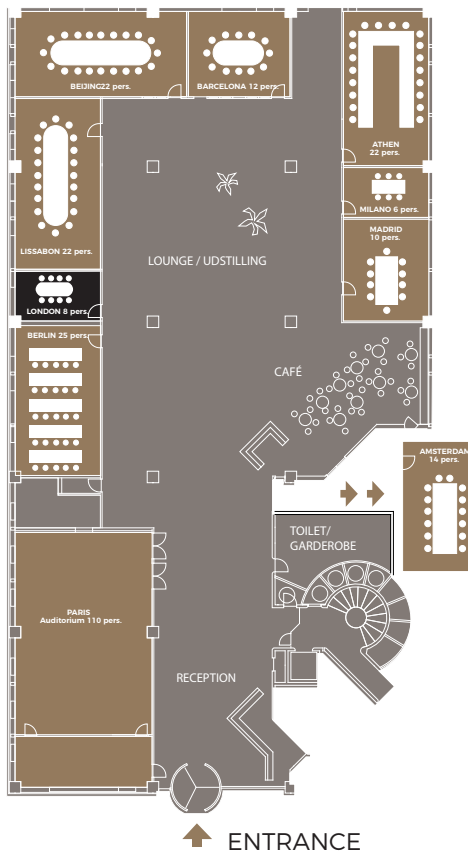 BEIJING22 pers.
BARCELONA 12 pers.
ATHEN
22 pers.
MILANO 6 pers.
MADRID
10 pers.
LISSABON 22 pers.
LOUNGE / UDSTILLING
LONDON 8 pers.
BERLIN 25 pers.
CAFÉ
AMSTERDAM
14 pers.
TOILET/
GARDEROBE
PARIS
Auditorium 110 pers.
RECEPTION
ENTRANCE